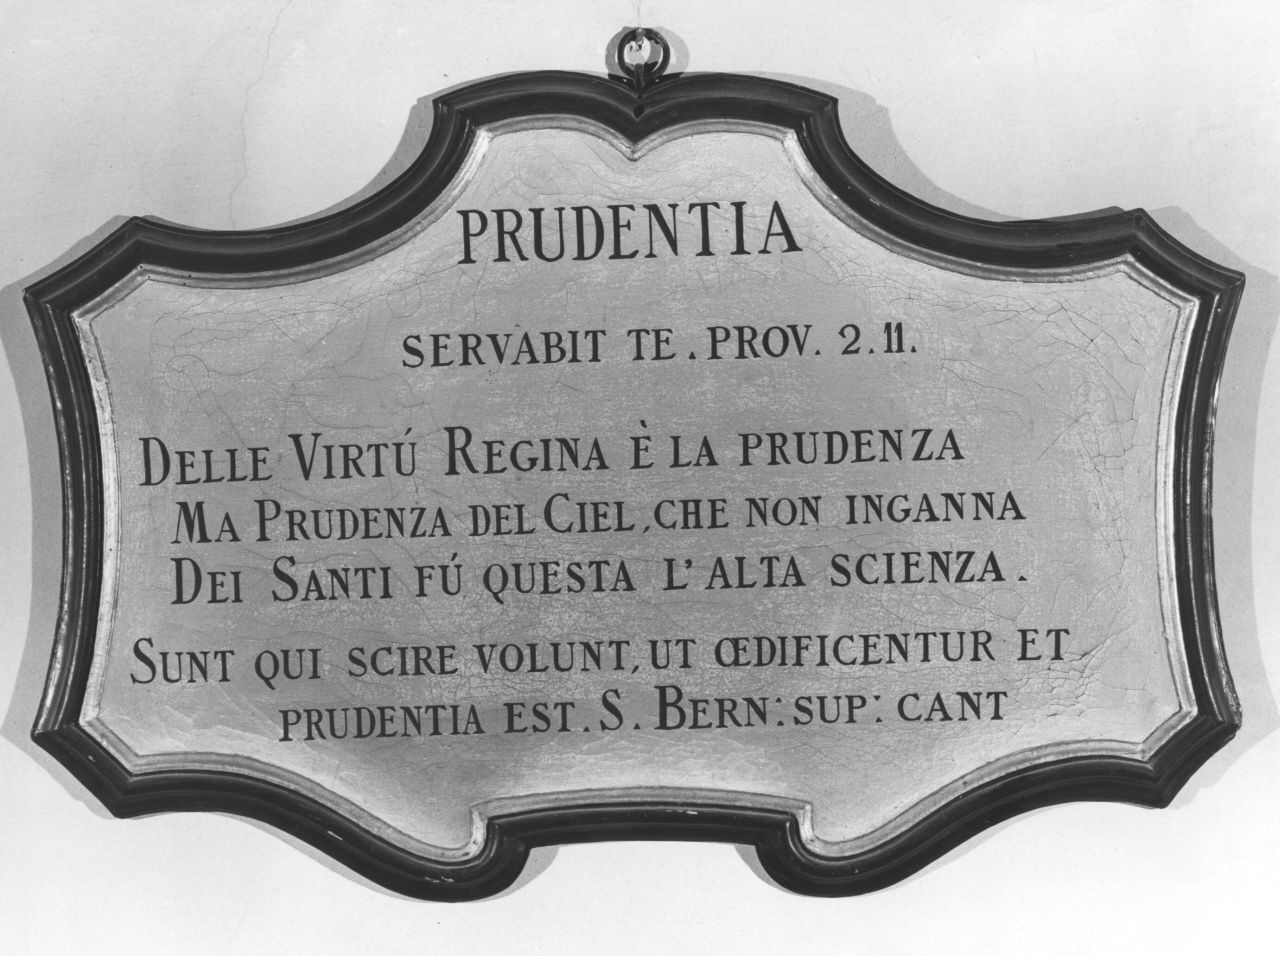 PRUDENTIA
SERVABIT TE. PROV. 2.11.
DELLE VIRTÚ REGINA È LA PRUDENZA
MA PRUDENZA DEL CIEL, CHE NON INGANNA
DEI SANTI FÚ QUESTA L'ALTA SCIENZA.
SUNT QUI SCIRE VOLUNT, UT ŒDIFICENTUR ET
PRUDENTIA EST. S. BERN: SUP: CANT